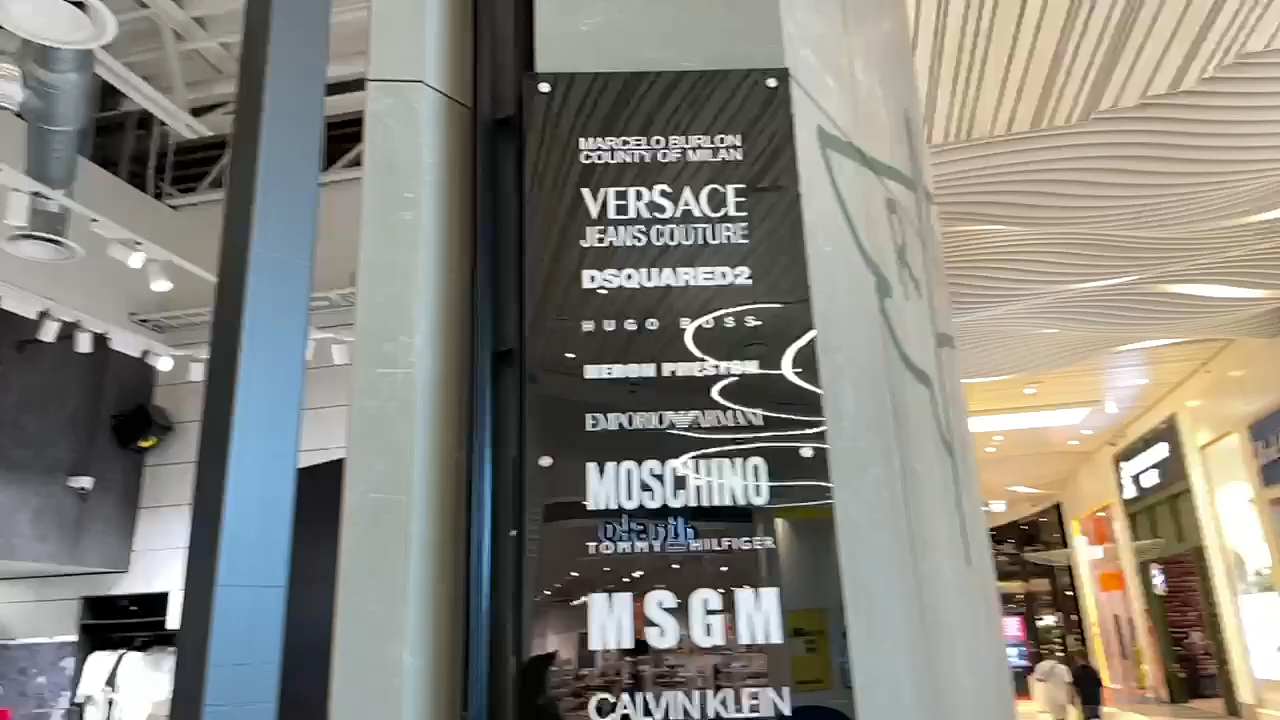 MARCELO BURLON
COUNTY OF MILAN
VERSACE
JEANS COUTURE
DSQUARED2
HUGO BOSS
HERON PRESTON
EMPORIO ARMANI
MOSCHINO
TOMMY HILFIGER
MSGM
CALVIN KLEIN